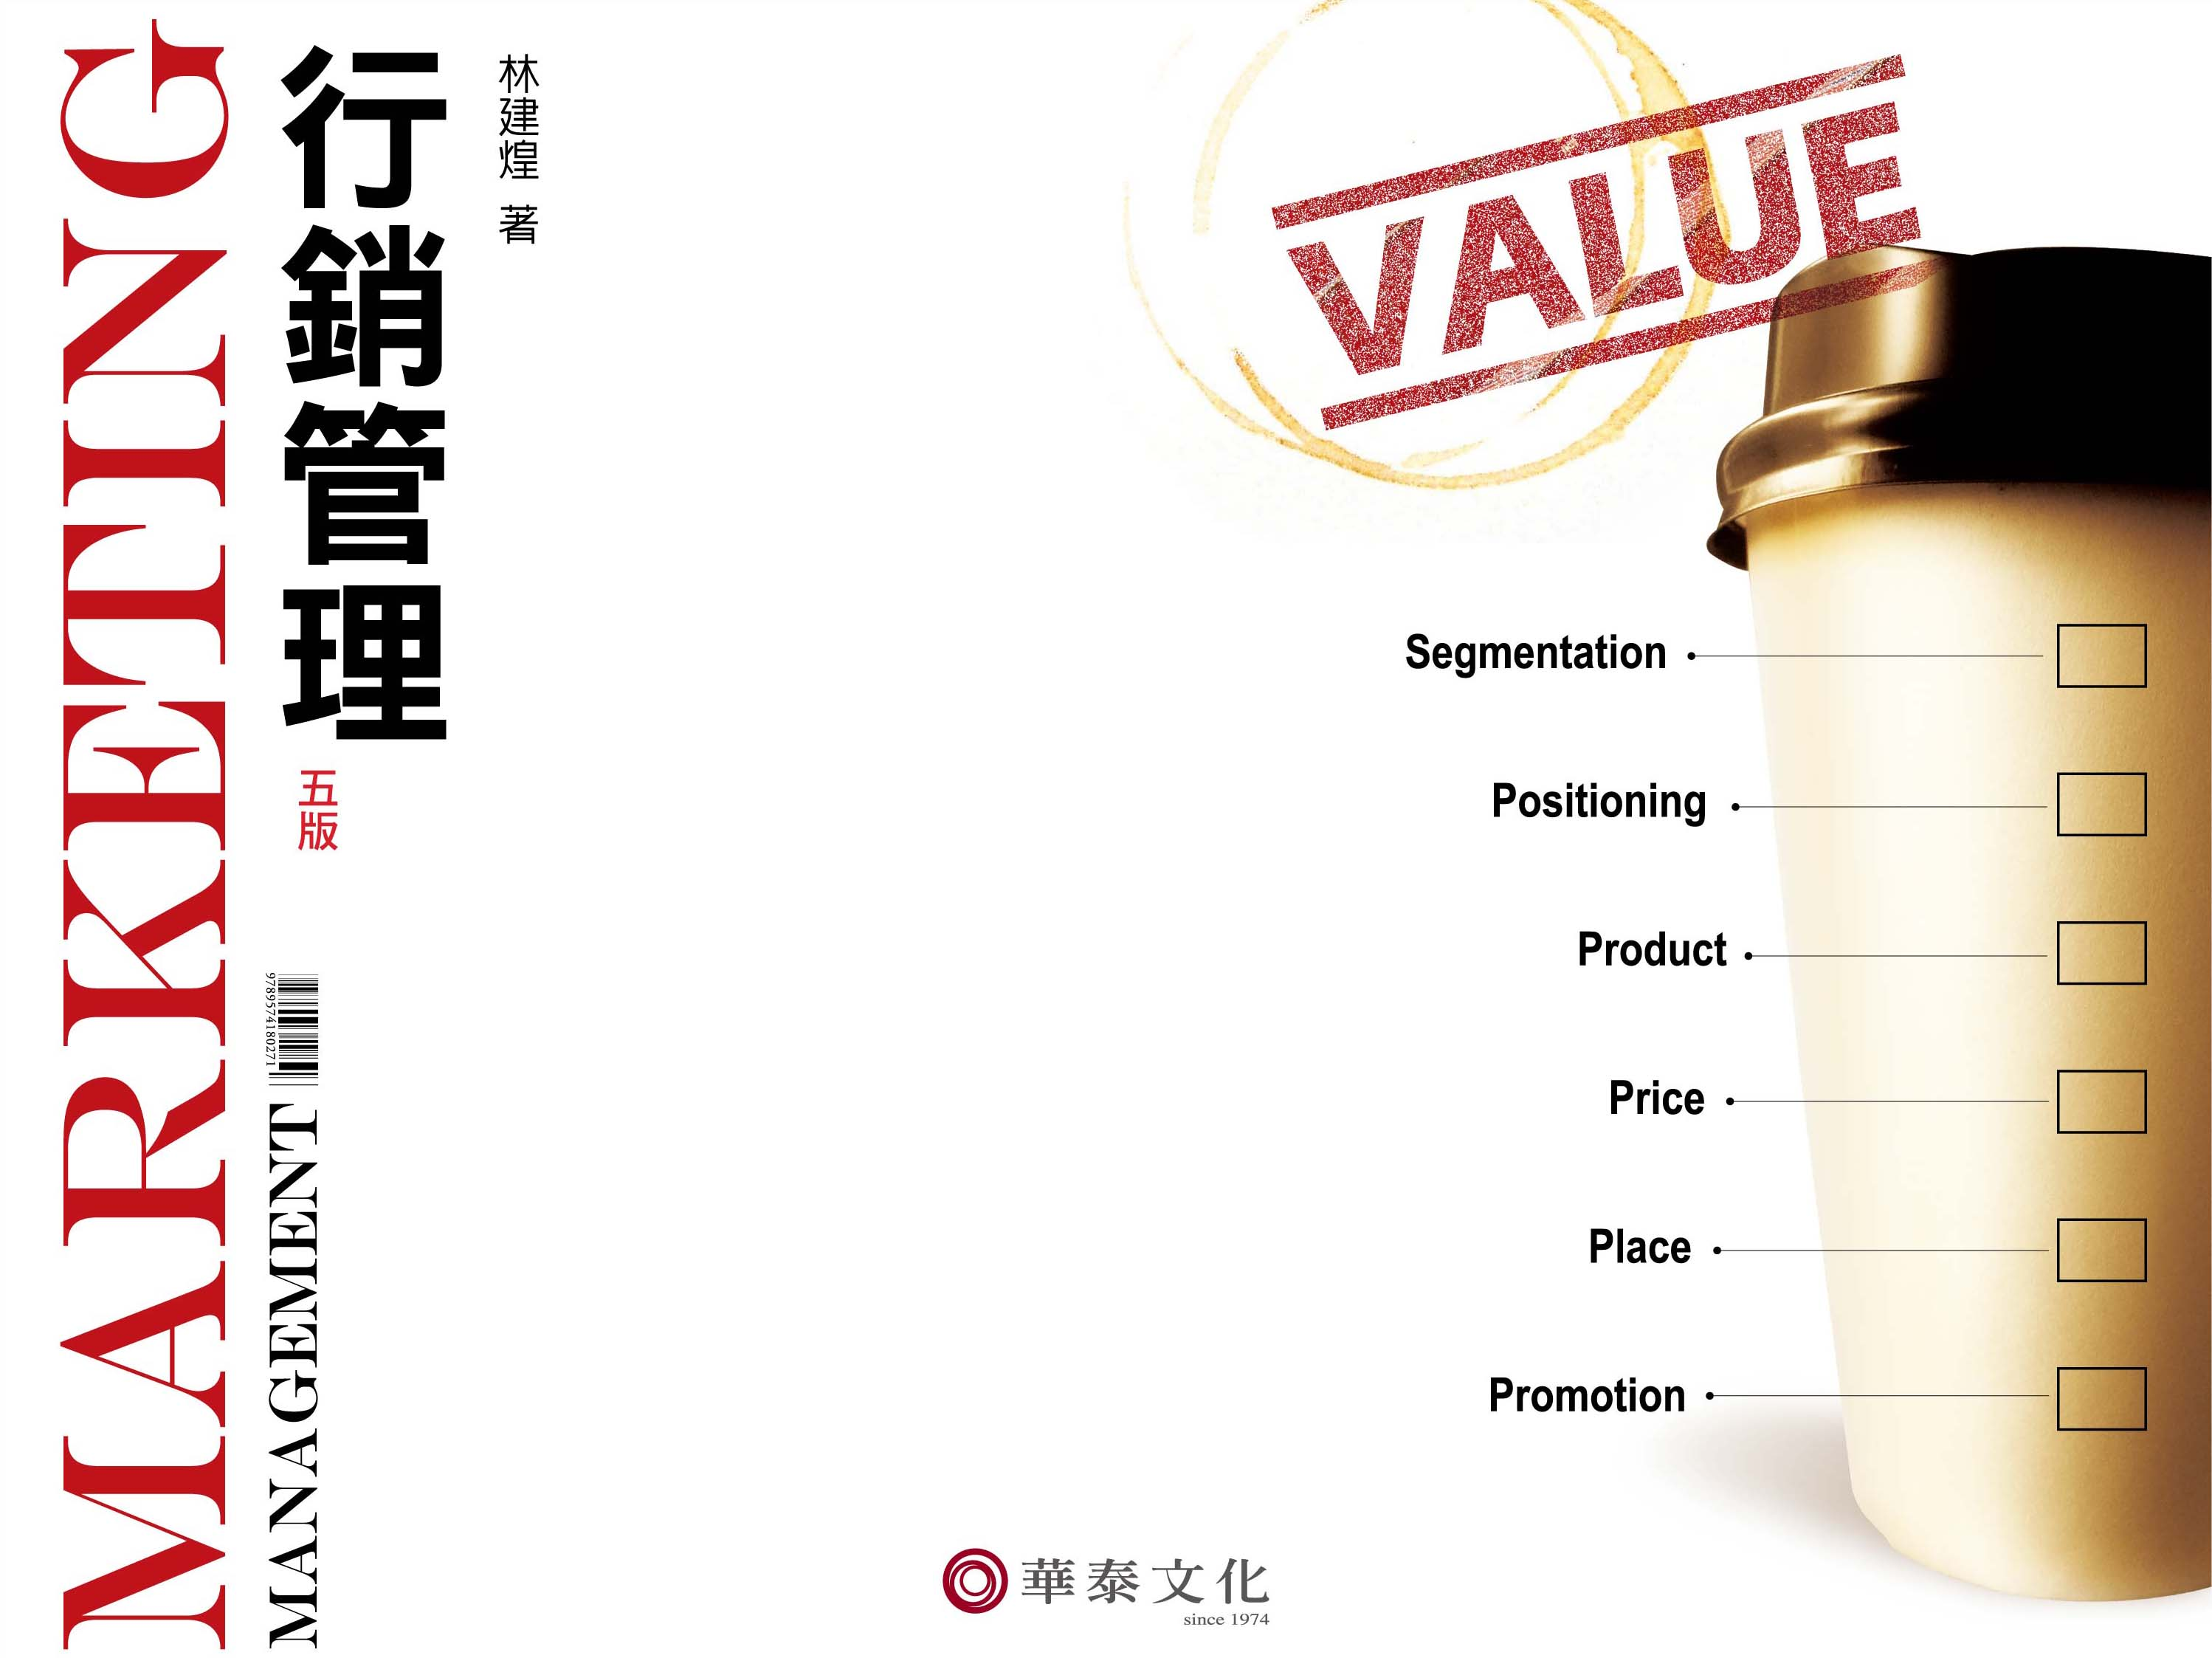 MARKETING
行銷管理
五版
林建煌 著
9789574180271
MANAGEMENT
VALUE
Segmentation
Positioning
Product
Price
Place
Promotion
華泰文化
since 1974